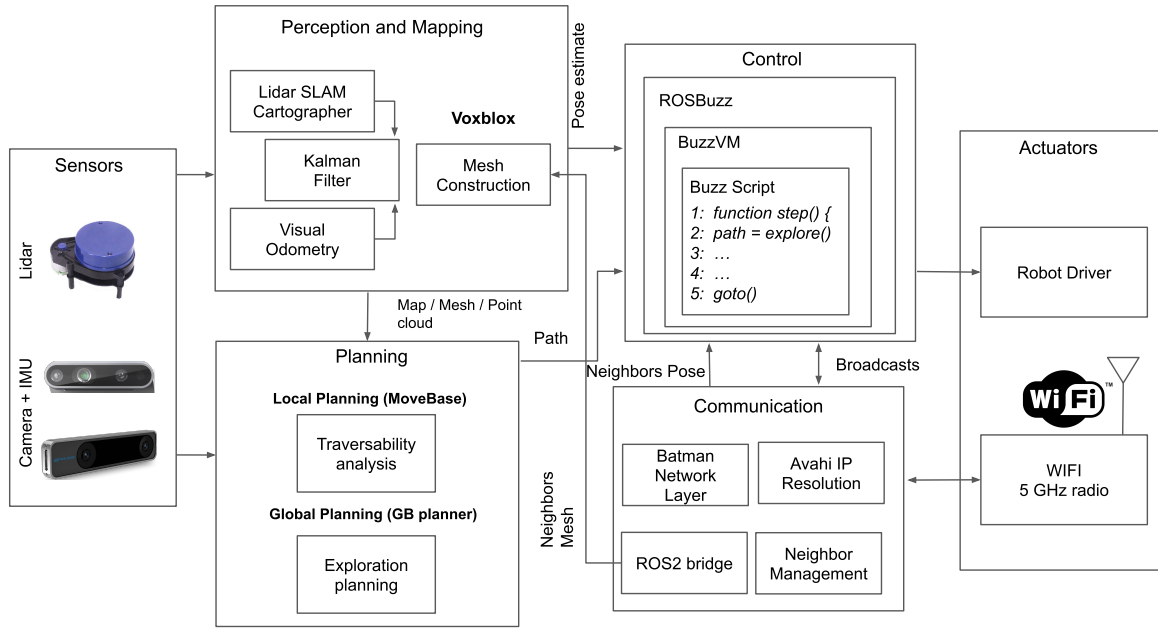 Sensors
Lidar
Camera + IMU
Perception and Mapping
Lidar SLAM
Cartographer
Kalman
Filter
Visual
Odometry
Voxblox
Mesh
Construction
Pose estimate
Map / Mesh / Point
cloud
Planning
Local Planning (MoveBase)
Traversability
analysis
Global Planning (GB planner)
Exploration
planning
Path
Neighbors
Mesh
Control
ROSBuzz
BuzzVM
Buzz Script
1: function step() {
2: path = explore()
3: ...
4: ...
5: goto()
Neighbors Pose
Broadcasts
Communication
Batman
Network
Layer
Avahi IP
Resolution
ROS2 bridge
Neighbor
Management
Actuators
Robot Driver
Wi Fi TM
WIFI
5 GHz radio